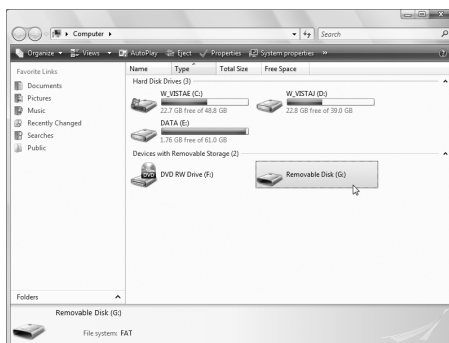 Computer
Search
Organize Views AutoPlay Eject Properties System properties »
Favorite Links
Documents
Pictures
Music
Recently Changed
Searches
Public
Folders
Name Type Total Size Free Space
Hard Disk Drives (3)
W_VISTAE (C:)
22.7 GB free of 48.8 GB
W_VISTAJ (D:)
22.8 GB free of 39.0 GB
DATA (E:)
1.76 GB free of 61.0 GB
Devices with Removable Storage (2)
DVD
DVD RW Drive (F:)
Removable Disk (G:)
Removable Disk (G:)
File system: FAT